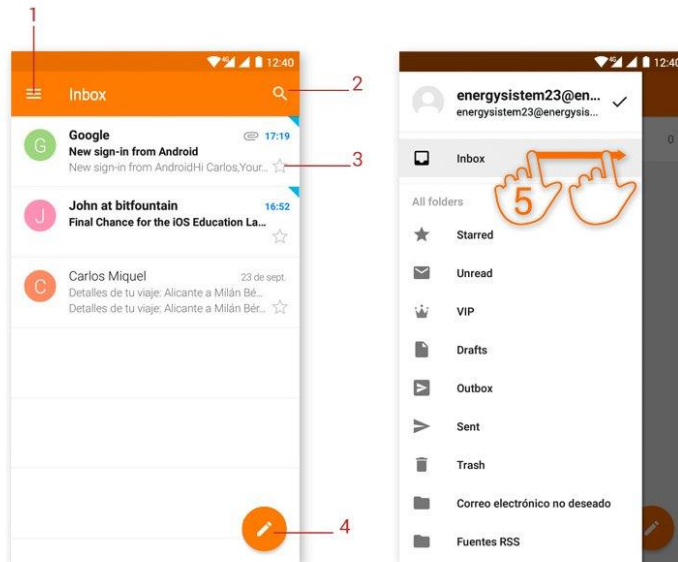 1
4G 12:40
Inbox
2
G
Google
17:19
New sign-in from Android
New sign-in from AndroidHi Carlos,Your...
3
J
John at bitfountain
16:52
Final Chance for the iOS Education La...
C
Carlos Miquel
23 de sept.
Detalles de tu viaje: Alicante a Milán Bé...
Detalles de tu viaje: Alicante a Milán Bér...
4
4G 12:40
energysistem23@en...
energysistem23@energysis...
Inbox
0
5
All folders
Starred
Unread
VIP
Drafts
Outbox
Sent
Trash
Correo electrónico no deseado
Fuentes RSS